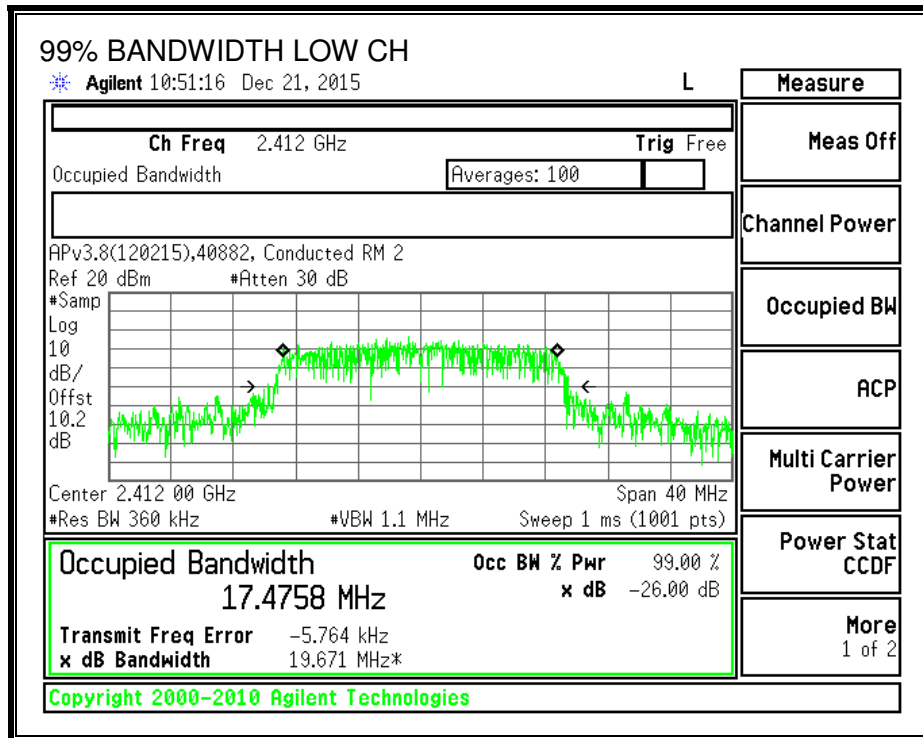 99% BANDWIDTH LOW CH
Agilent 10:51:16 Dec 21, 2015 L
Ch Freq 2.412 GHz Trig Free
Occupied Bandwidth Averages: 100
APv3.8(120215),40882, Conducted RM 2
Ref 20 dBm #Atten 30 dB
#Samp
Log
10
dB/
Offst
10.2
dB
Center 2.412 00 GHz Span 40 MHz
#Res BW 360 kHz #VBW 1.1 MHz Sweep 1 ms (1001 pts)
Occupied Bandwidth Occ BW % Pwr 99.00 %
17.4758 MHz x dB -26.00 dB
Transmit Freq Error -5.764 kHz
x dB Bandwidth 19.671 MHz*
Copyright 2000-2010 Agilent Technologies
Measure
Meas Off
Channel Power
Occupied BW
ACP
Multi Carrier
Power
Power Stat
CCDF
More
1 of 2